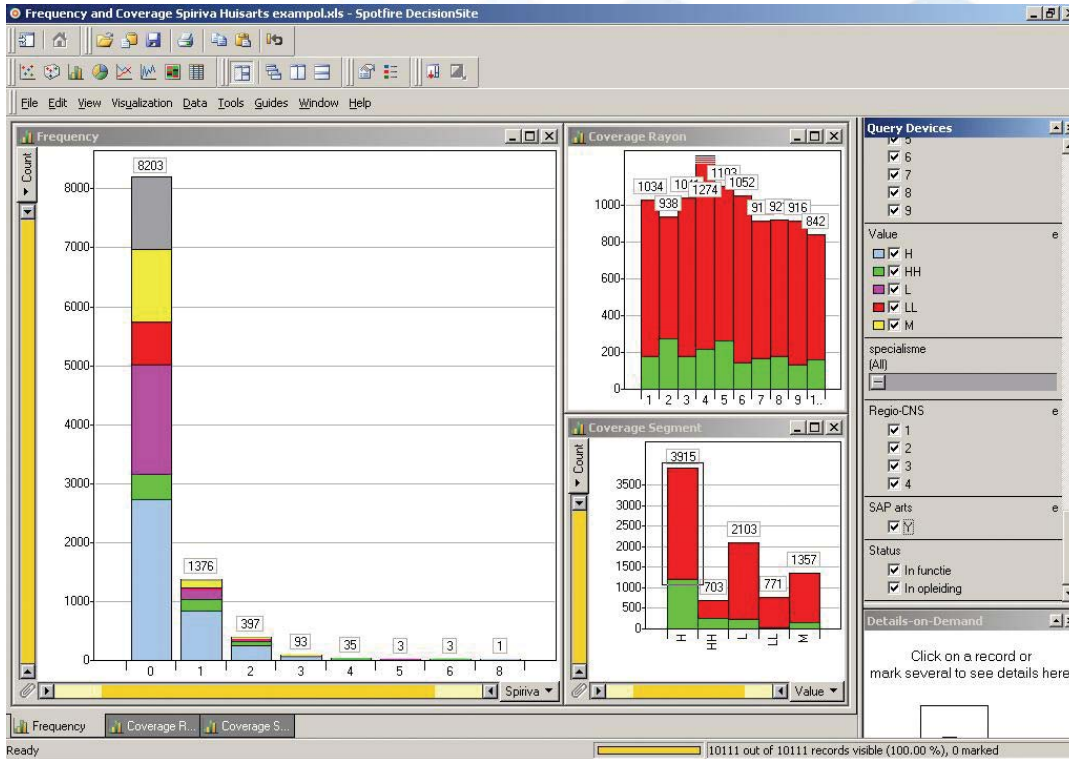 Frequency and Coverage Spiriva Huisarts exampol.xls - Spotfire DecisionSite
File Edit View Visualization Data Tools Guides Window Help
Frequency
Count
8203
8000
7000
6000
5000
4000
3000
2000
1000
0
1376
397
93
35
3
3
1
0 1 2 3 4 5 6 8
Spiriva
Coverage Rayon
1034
938
1274
1103
1052
91
92
916
842
1000
800
600
400
200
0
1 2 3 4 5 6 7 8 9 1..
Coverage Segment
Count
3915
703
2103
771
1357
3500
3000
2500
2000
1500
1000
500
0
H HH L LL M
Value
Query Devices
5
6
7
8
9
Value e
H
HH
L
LL
M
specialisme
(All)
Regio-CNS e
1
2
3
4
SAP arts e
Y
Status
In functie
In opleiding
Details-on-Demand
Click on a record or
mark several to see details here
Frequency Coverage R... Coverage S...
Ready 10111 out of 10111 records visible (100.00 %), 0 marked